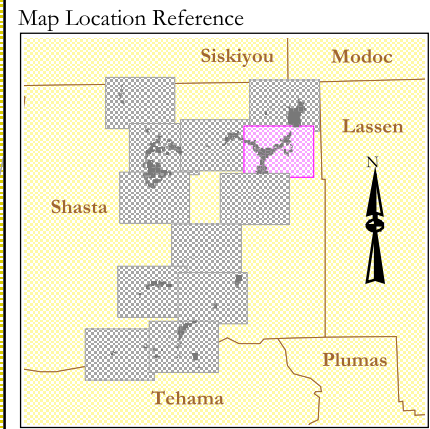 Map Location Reference
Siskiyou
Modoc
Lassen
N
Shasta
Plumas
Tehama